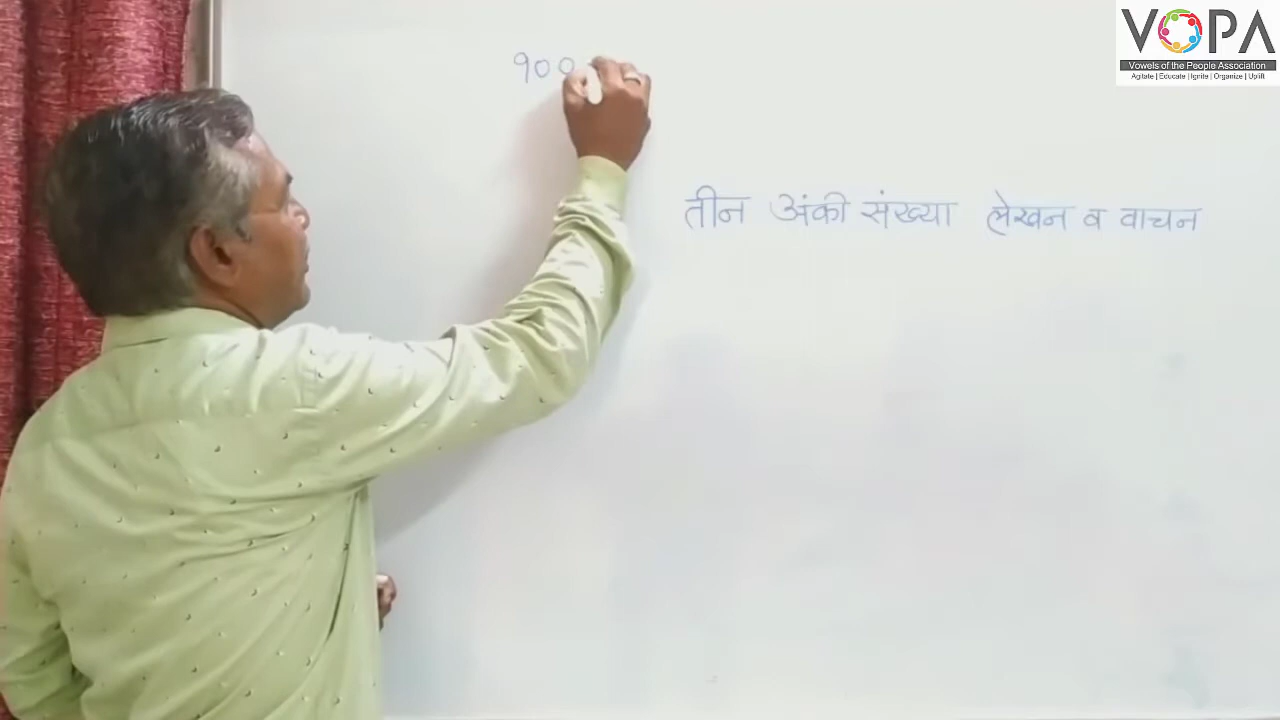 १००
तीन अंकी संख्या लेखन व वाचन
VOPA
Vowels of the People Association
Agitate | Educate | Ignite | Organize | Uplift